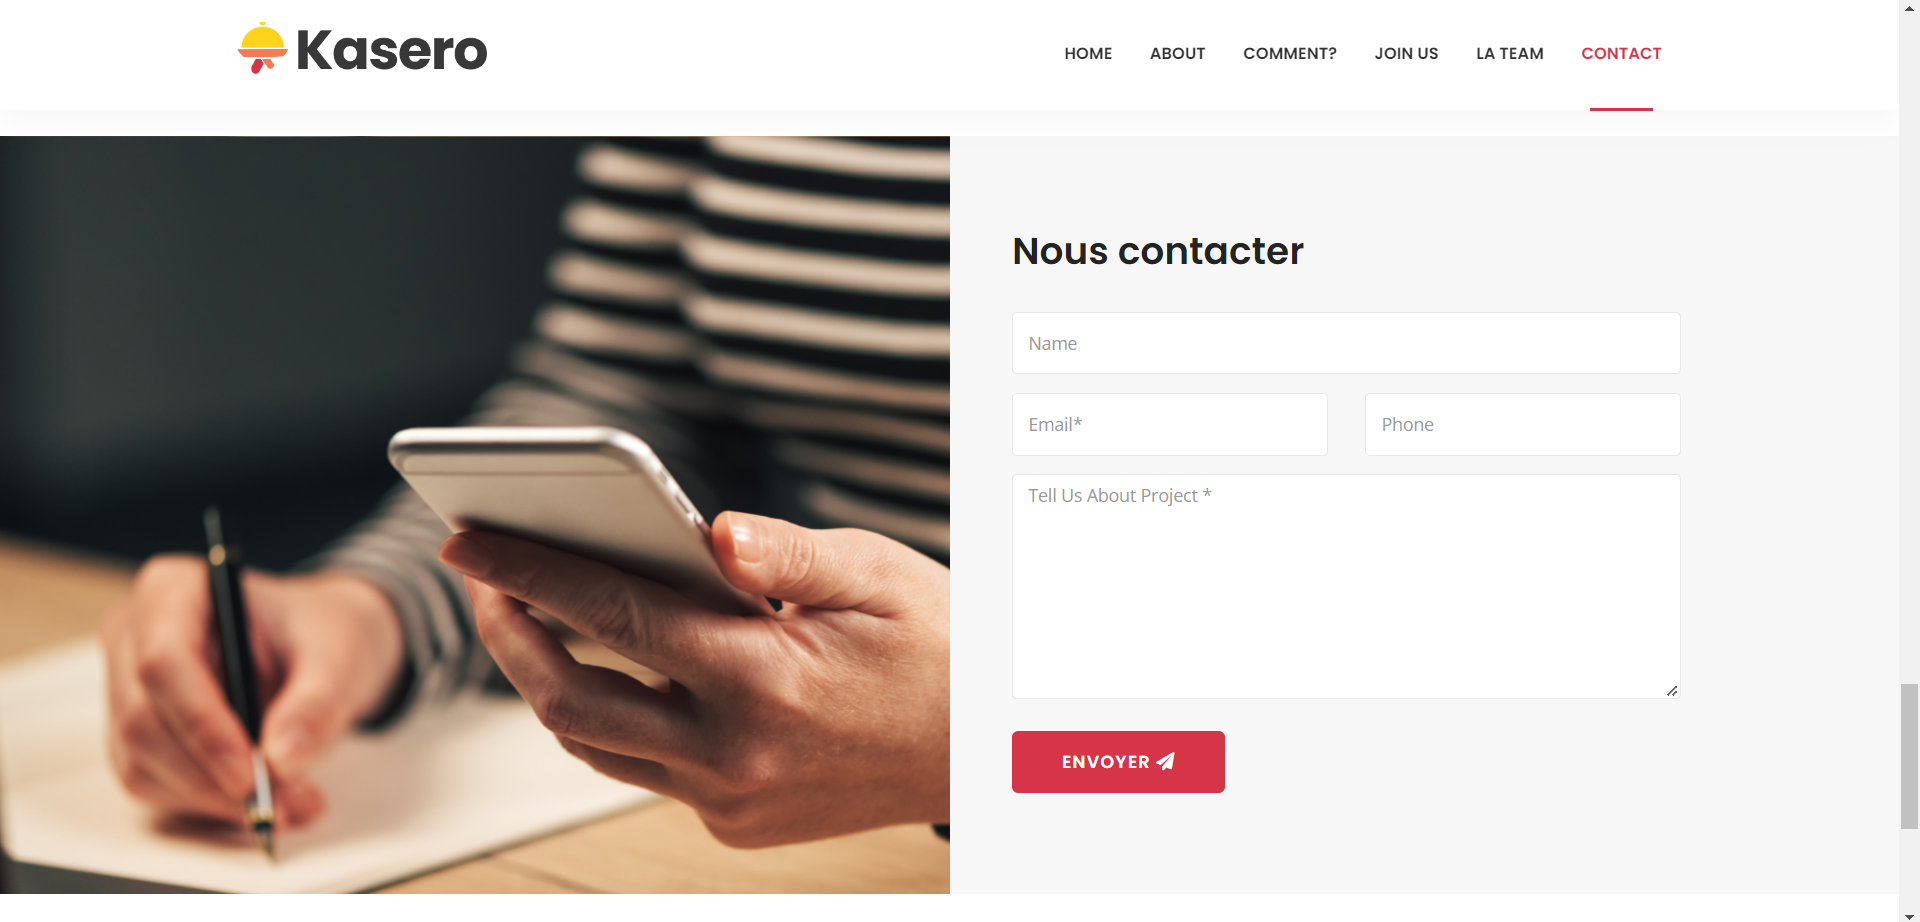 Kasero
HOME ABOUT COMMENT? JOIN US LA TEAM CONTACT
Nous contacter
Name
Email* Phone
Tell Us About Project *
ENVOYER